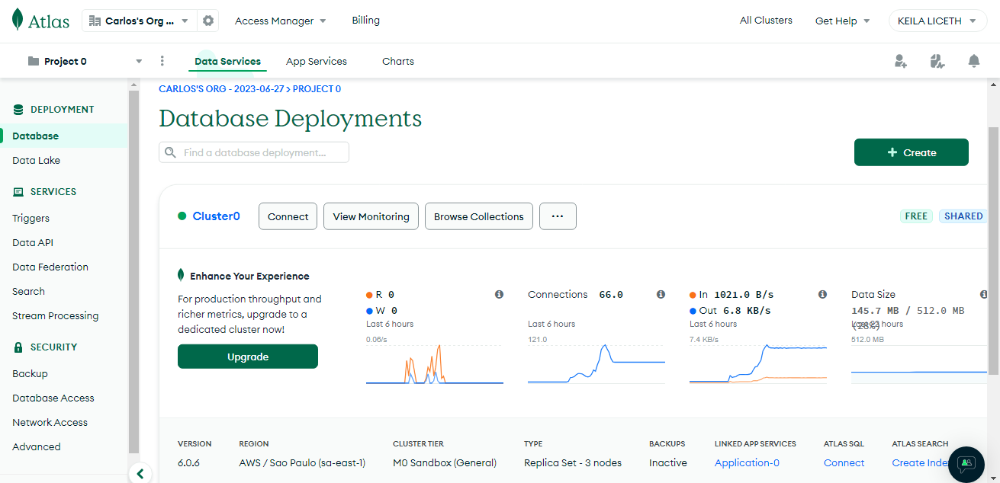 Atlas
Carlos's Org ...
Access Manager
Billing
All Clusters
Get Help
KEILA LICETH
Project 0
Data Services
App Services
Charts
DEPLOYMENT
Database
Data Lake
SERVICES
Triggers
Data API
Data Federation
Search
Stream Processing
SECURITY
Backup
Database Access
Network Access
Advanced
CARLOS'S ORG - 2023-06-27 > PROJECT 0
Database Deployments
Find a database deployment...
+ Create
Cluster0
Connect
View Monitoring
Browse Collections
...
FREE
SHARED
Enhance Your Experience
For production throughput and
richer metrics, upgrade to a
dedicated cluster now!
Upgrade
R 0
W 0
Last 6 hours
0.06/s
Connections 66.0
Last 6 hours
121.0
In 1021.0 B/s
Out 6.8 KB/s
Last 6 hours
7.4 KB/s
Data Size
145.7 MB / 512.0 MB
(28%)
hours
512.0 MB
VERSION
6.0.6
REGION
AWS / Sao Paulo (sa-east-1)
CLUSTER TIER
M0 Sandbox (General)
TYPE
Replica Set - 3 nodes
BACKUPS
Inactive
LINKED APP SERVICES
Application-0
ATLAS SQL
Connect
ATLAS SEARCH
Create